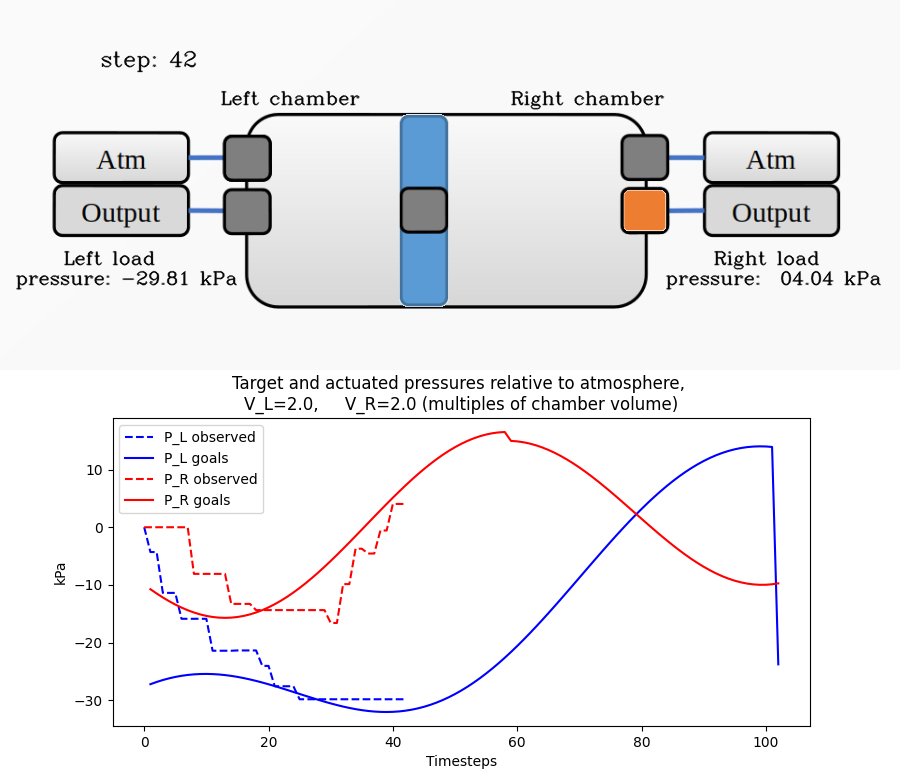 step: 42
Left chamber
Right chamber
Atm
Atm
Output
Output
Left load
pressure: -29.81 kPa
Right load
pressure: 04.04 kPa
Target and actuated pressures relative to atmosphere,
V_L=2.0, V_R=2.0 (multiples of chamber volume)
P_L observed
P_L goals
P_R observed
P_R goals
kPa
10
0
−10
−20
−30
0
20
40
60
80
100
Timesteps